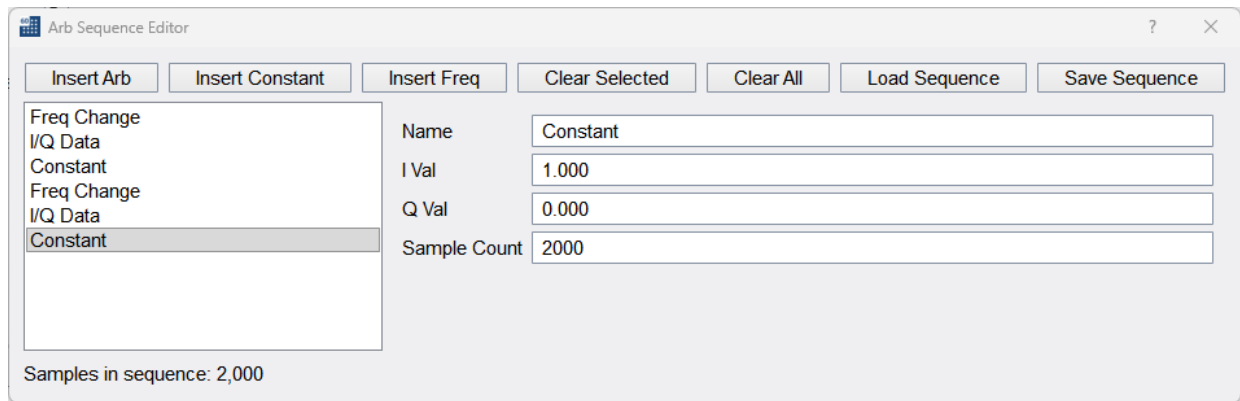 Arb Sequence Editor
Insert Arb Insert Constant Insert Freq Clear Selected Clear All Load Sequence Save Sequence
Freq Change
I/Q Data
Constant
Freq Change
I/Q Data
Constant
Name Constant
I Val 1.000
Q Val 0.000
Sample Count 2000
Samples in sequence: 2,000